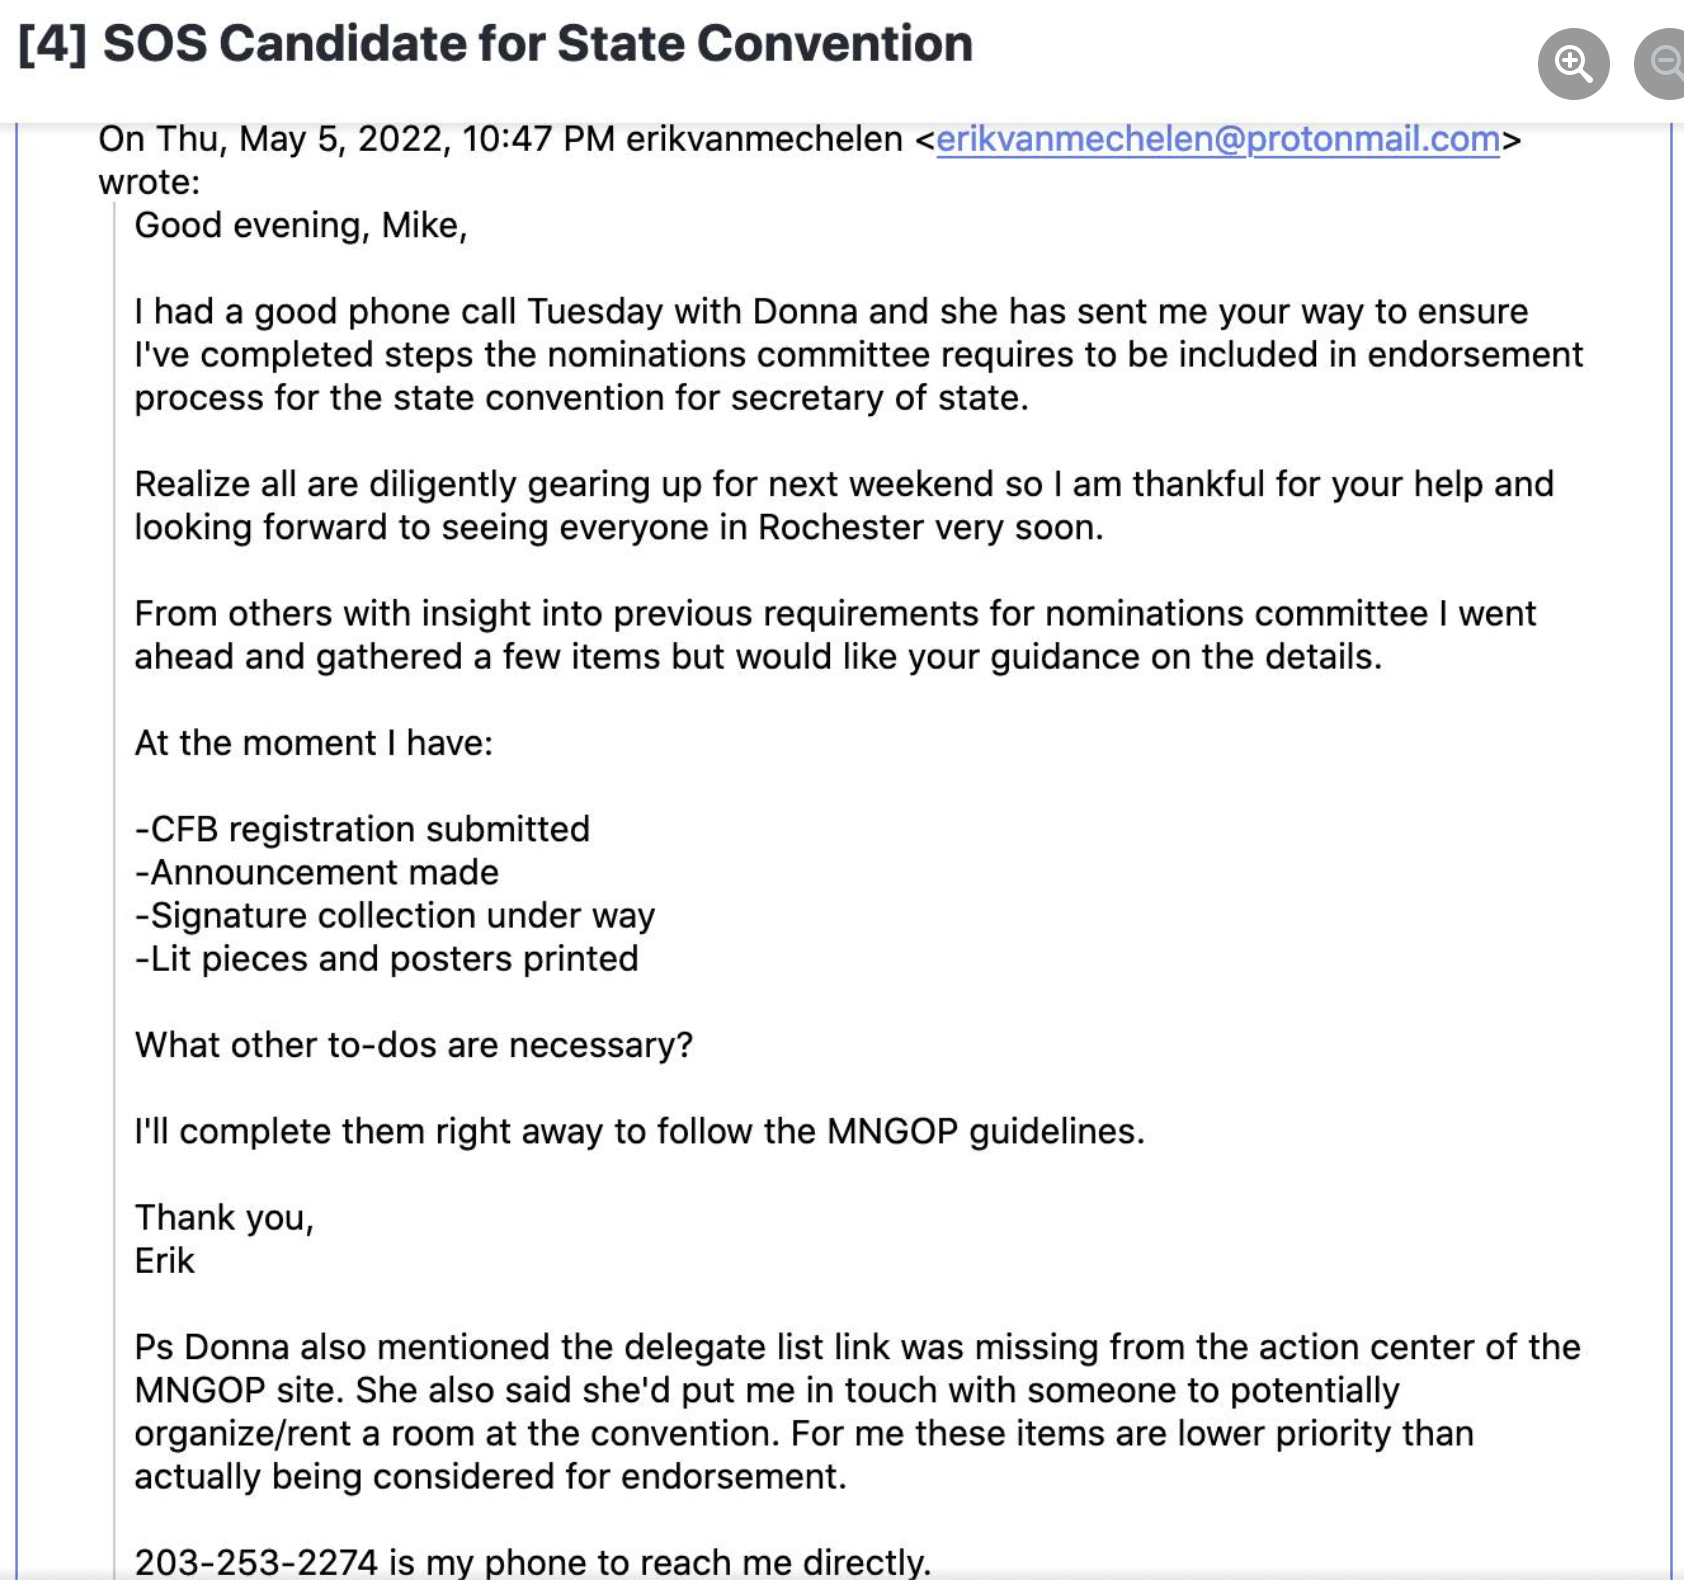 [4] SOS Candidate for State Convention
On Thu, May 5, 2022, 10:47 PM erikvanmechelen <erikvanmechelen@protonmail.com>
wrote:
Good evening, Mike,
I had a good phone call Tuesday with Donna and she has sent me your way to ensure
I've completed steps the nominations committee requires to be included in endorsement
process for the state convention for secretary of state.
Realize all are diligently gearing up for next weekend so I am thankful for your help and
looking forward to seeing everyone in Rochester very soon.
From others with insight into previous requirements for nominations committee I went
ahead and gathered a few items but would like your guidance on the details.
At the moment I have:
-CFB registration submitted
-Announcement made
-Signature collection under way
-Lit pieces and posters printed
What other to-dos are necessary?
I'll complete them right away to follow the MNGOP guidelines.
Thank you,
Erik
Ps Donna also mentioned the delegate list link was missing from the action center of the
MNGOP site. She also said she'd put me in touch with someone to potentially
organize/rent a room at the convention. For me these items are lower priority than
actually being considered for endorsement.
203-253-2274 is my phone to reach me directly.